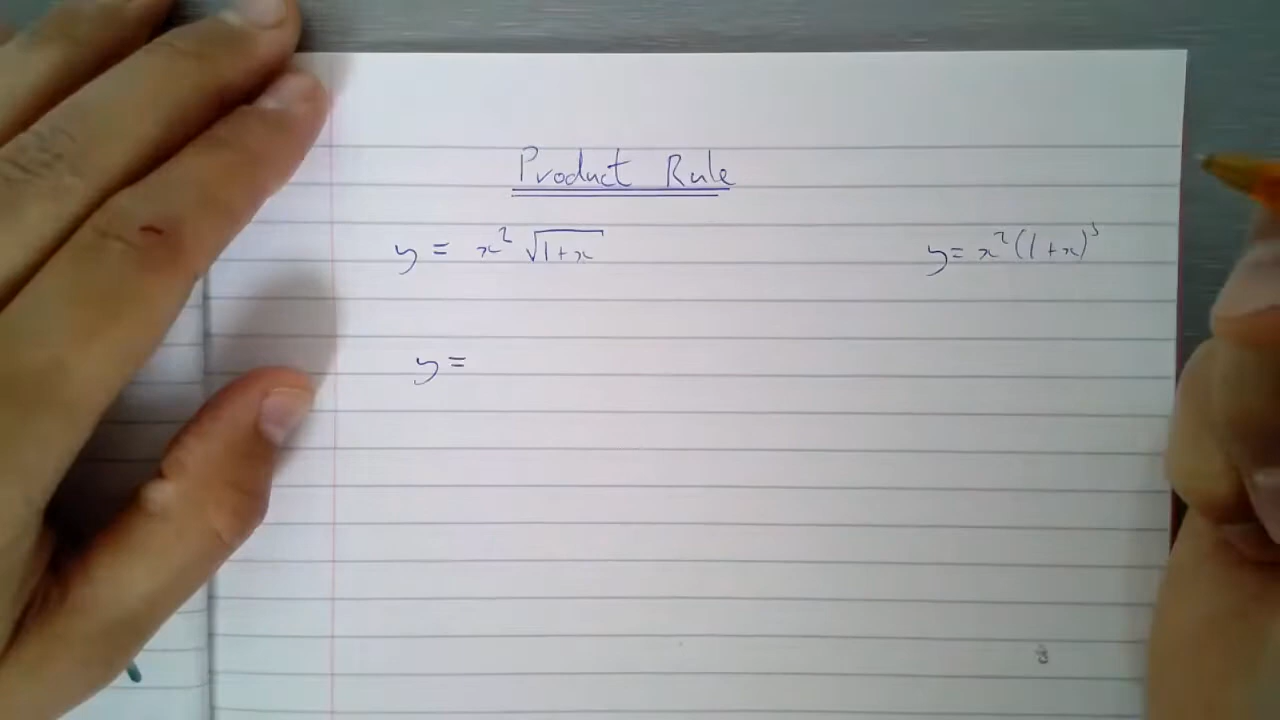 Product Rule
y = x² √(1+x)
y = x² (1+x)³
y =